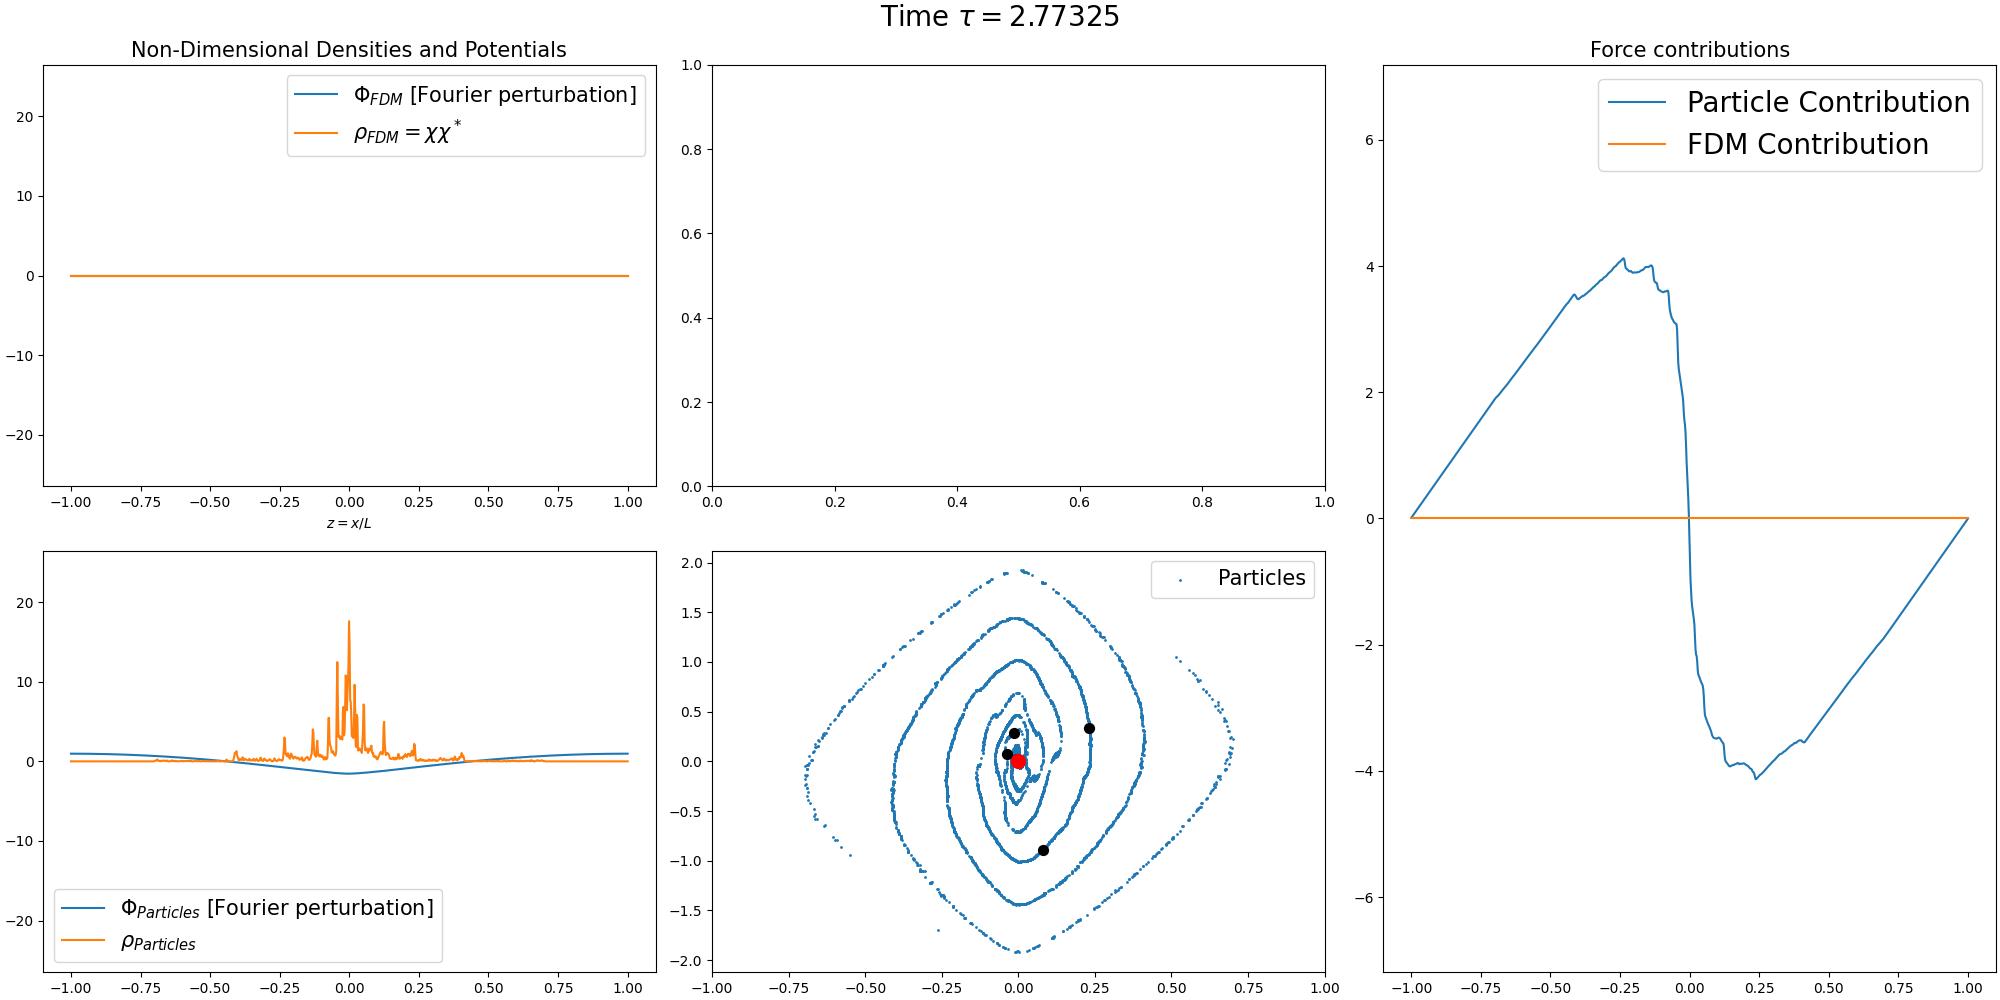 Time τ = 2.77325
Non-Dimensional Densities and Potentials
Φ_FDM [Fourier perturbation]
ρ_FDM = χχ*
20
10
0
−10
−20
−1.00 −0.75 −0.50 −0.25 0.00 0.25 0.50 0.75 1.00
z = x/L
1.0
0.8
0.6
0.4
0.2
0.0
0.0 0.2 0.4 0.6 0.8 1.0
Force contributions
Particle Contribution
FDM Contribution
6
4
2
0
−2
−4
−6
−1.00 −0.75 −0.50 −0.25 0.00 0.25 0.50 0.75 1.00
20
10
0
−10
−20
Φ_Particles [Fourier perturbation]
ρ_Particles
−1.00 −0.75 −0.50 −0.25 0.00 0.25 0.50 0.75 1.00
Particles
2.0
1.5
1.0
0.5
0.0
−0.5
−1.0
−1.5
−2.0
−1.00 −0.75 −0.50 −0.25 0.00 0.25 0.50 0.75 1.00